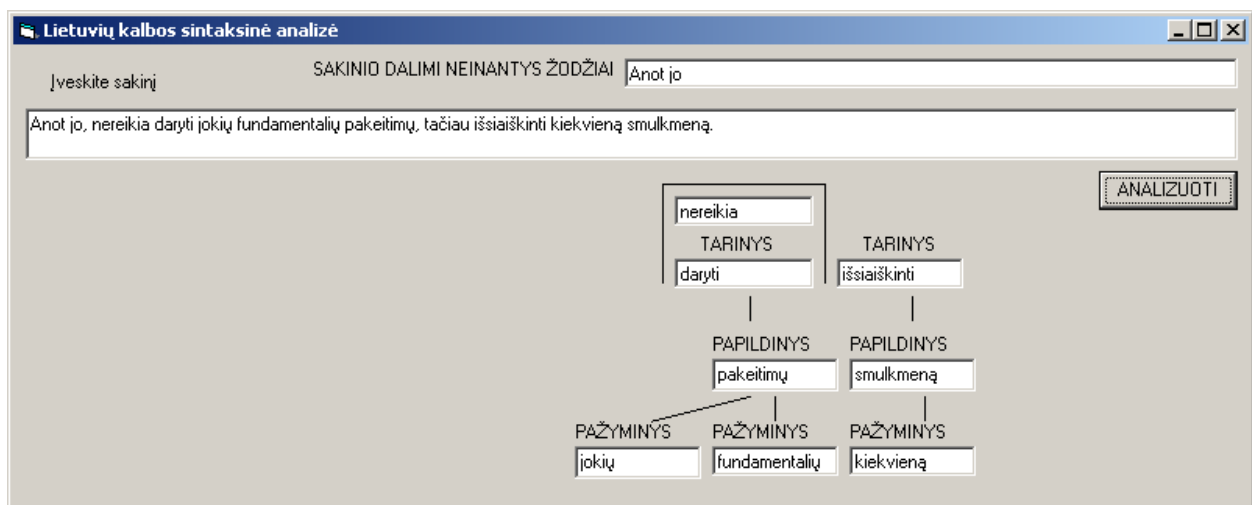 Lietuvių kalbos sintaksinė analizė
SAKINIO DALIMI NEINANTYS ŽODŽIAI Anot jo
Įveskite sakinį
Anot jo, nereikia daryti jokių fundamentalių pakeitimų, tačiau išsiaiškinti kiekvieną smulkmeną.
ANALIZUOTI
nereikia
TARINYS TARINYS
daryti išsiaiškinti
PAPILDINYS PAPILDINYS
pakeitimų smulkmeną
PAŽYMINYS PAŽYMINYS PAŽYMINYS
jokių fundamentalių kiekvieną